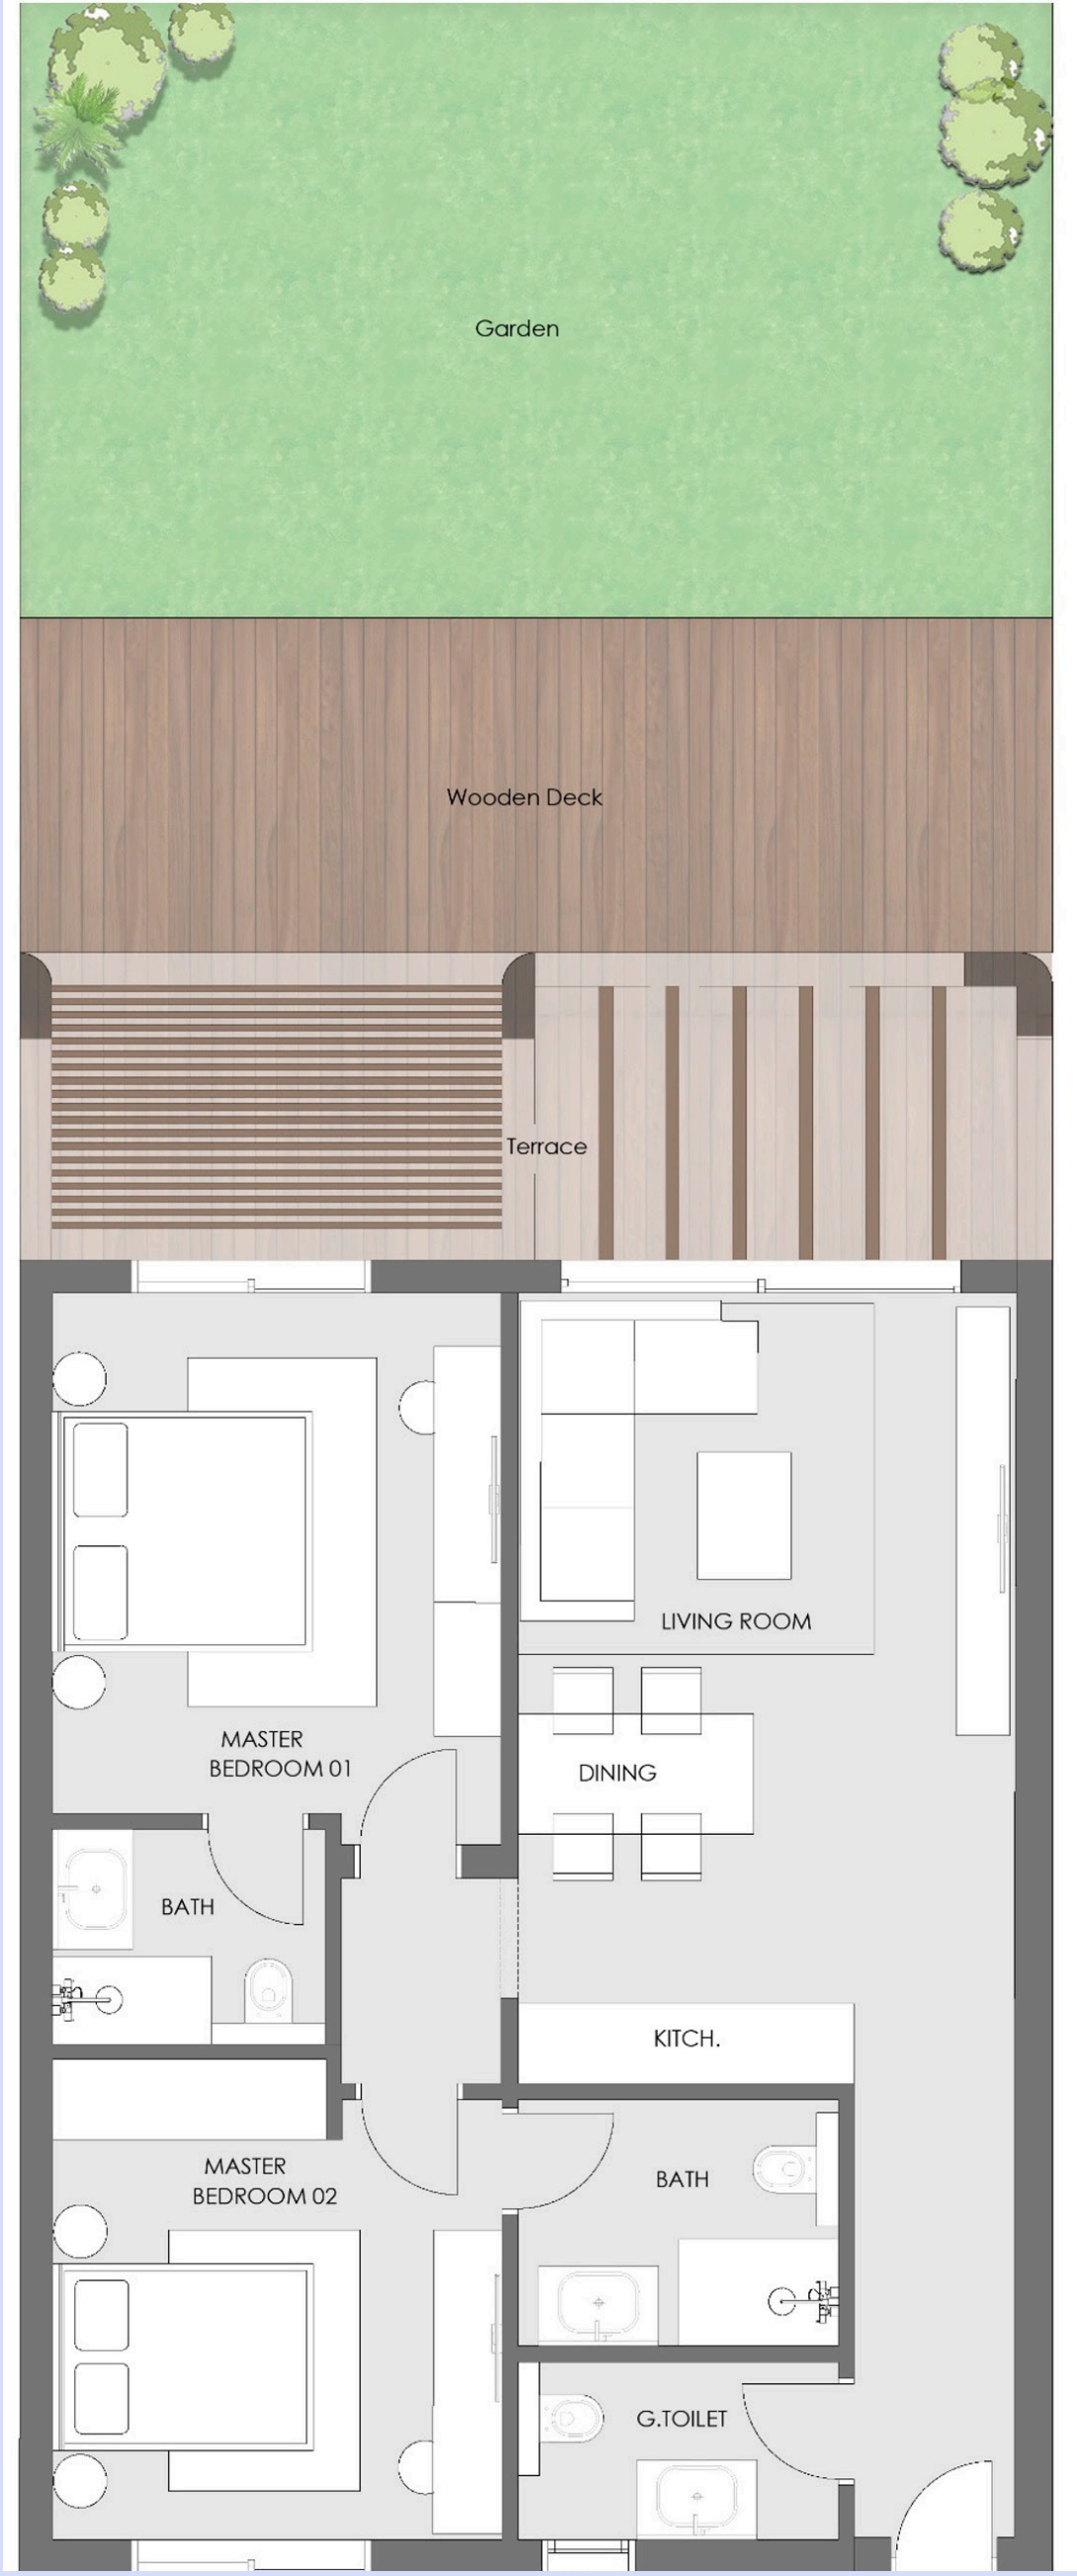 Garden
Wooden Deck
Terrace
LIVING ROOM
MASTER
BEDROOM 01
DINING
BATH
KITCH.
MASTER
BEDROOM 02
BATH
G.TOILET